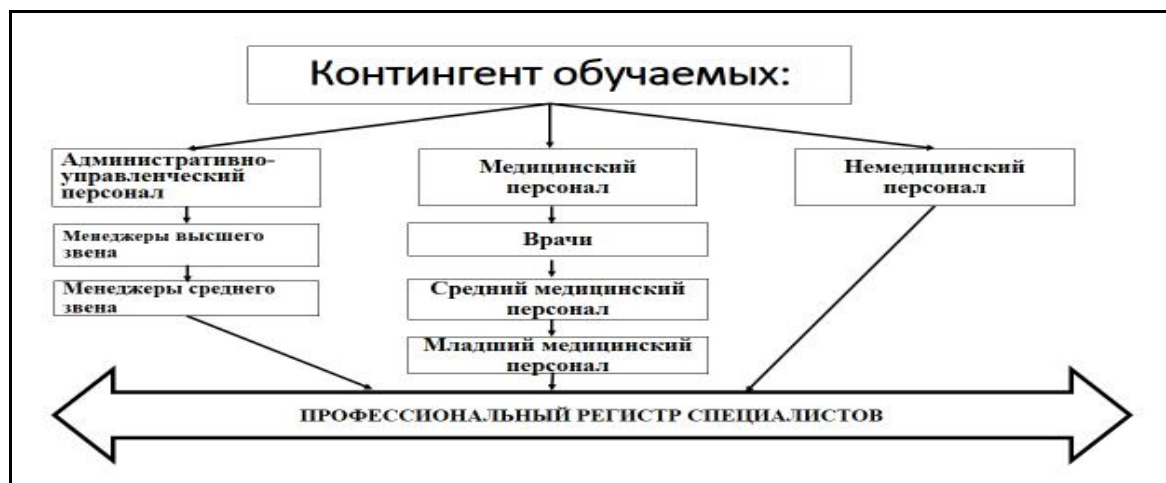 Контингент обучаемых:
Административно-
управленческий
персонал
Менеджеры высшего
звена
Менеджеры среднего
звена
Медицинский
персонал
Врачи
Средний медицинский
персонал
Младший медицинский
персонал
Немедицинский
персонал
ПРОФЕССИОНАЛЬНЫЙ РЕГИСТР СПЕЦИАЛИСТОВ